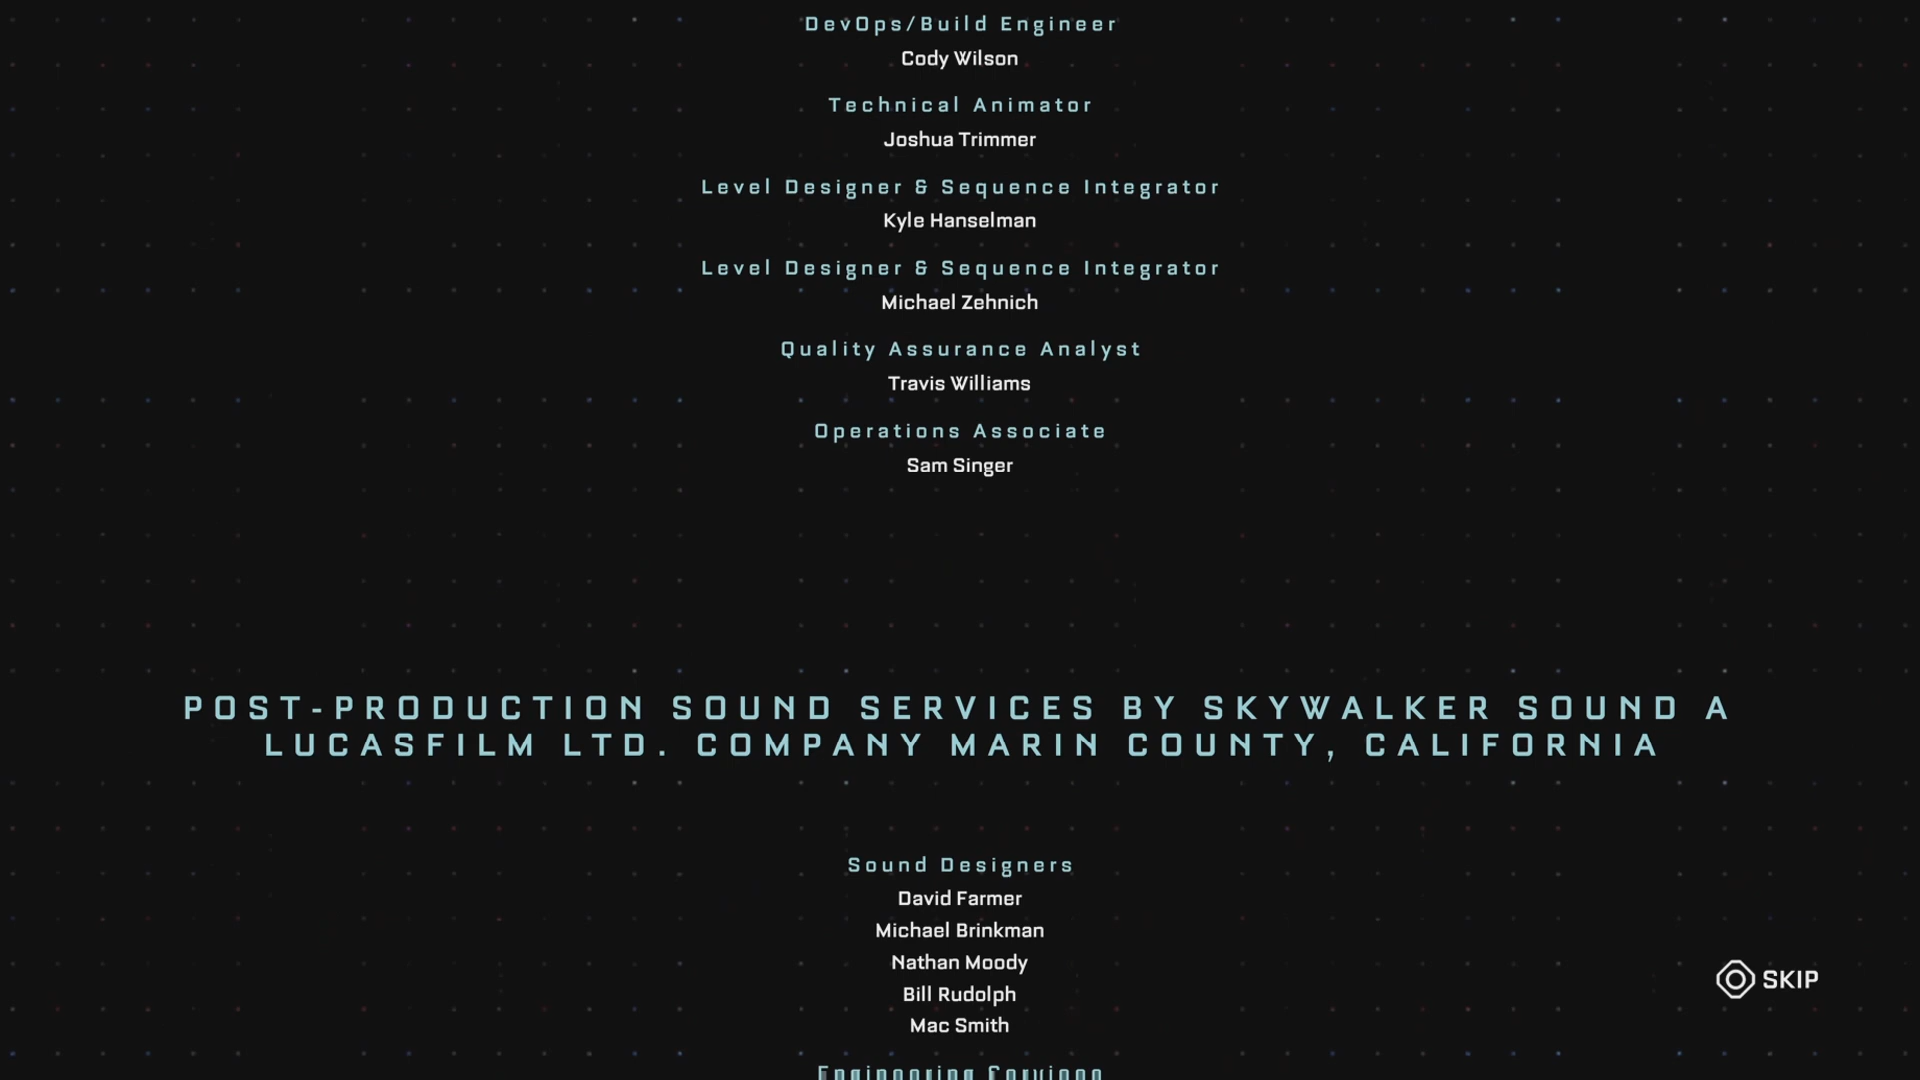 DevOps/Build Engineer
Cody Wilson
Technical Animator
Joshua Trimmer
Level Designer & Sequence Integrator
Kyle Hanselman
Level Designer & Sequence Integrator
Michael Zehnich
Quality Assurance Analyst
Travis Williams
Operations Associate
Sam Singer
POST-PRODUCTION SOUND SERVICES BY SKYWALKER SOUND A
LUCASFILM LTD. COMPANY MARIN COUNTY, CALIFORNIA
Sound Designers
David Farmer
Michael Brinkman
Nathan Moody
Bill Rudolph
SKIP
Mac Smith
Engineering Services